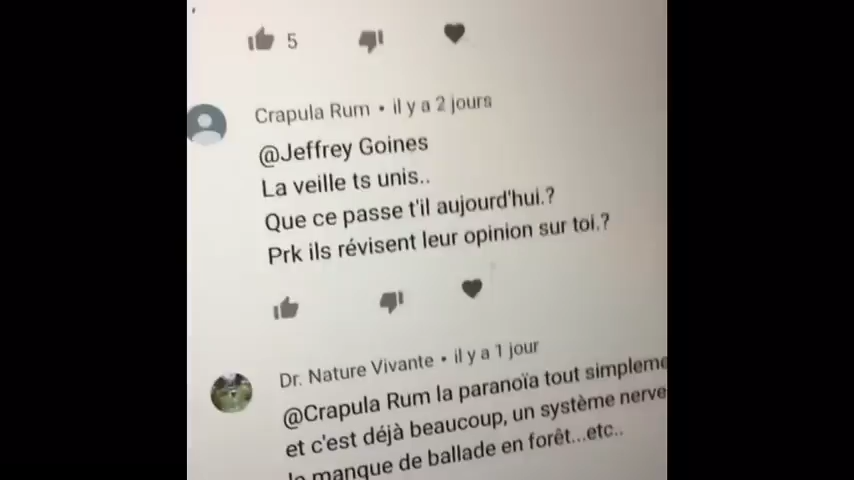 5
Crapula Rum • il y a 2 jours
@Jeffrey Goines
La veille ts unis..
Que ce passe t'il aujourd'hui.?
Prk ils révisent leur opinion sur toi.?
Dr. Nature Vivante • il y a 1 jour
@Crapula Rum la paranoïa tout simpleme
et c'est déjà beaucoup, un système nerve
le manque de ballade en forêt...etc..